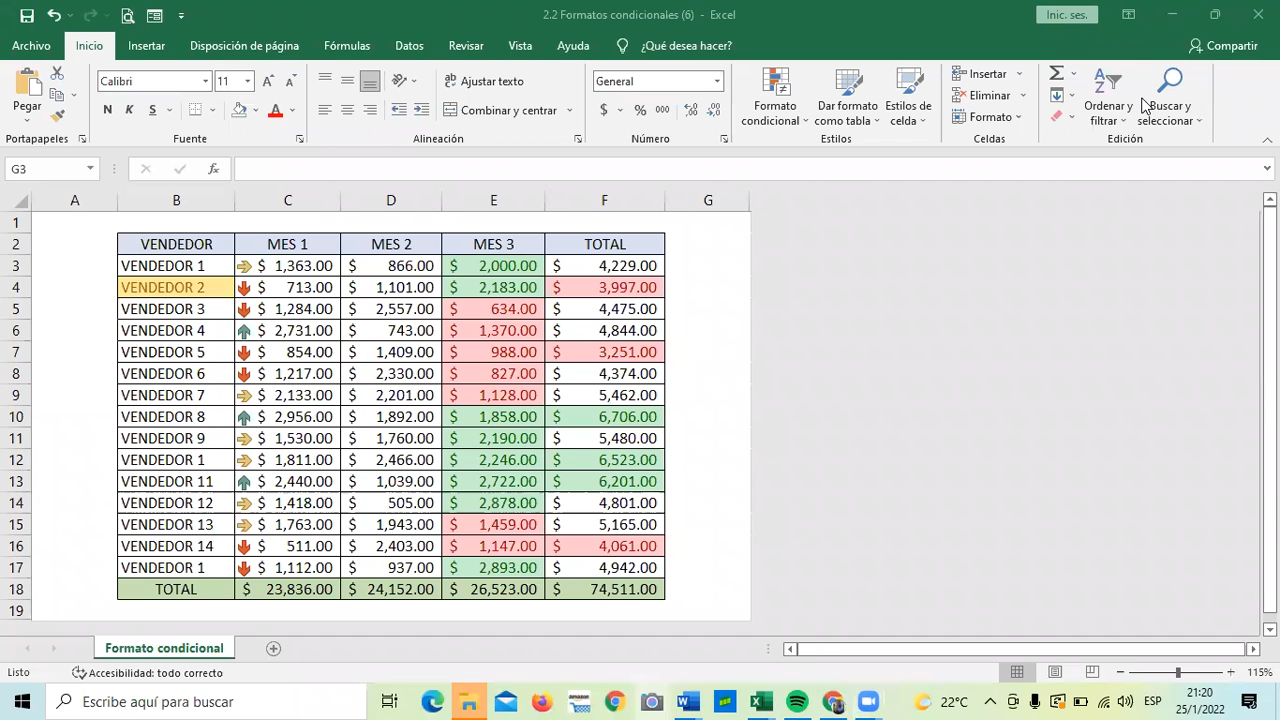 2.2 Formatos condicionales (6) - Excel
Inic. ses.
Archivo Inicio Insertar Disposición de página Fórmulas Datos Revisar Vista Ayuda ¿Qué desea hacer? Compartir
Pegar
Calibri 11
N K S
Ajustar texto
Combinar y centrar
General
$ % 000
Formato condicional
Dar formato como tabla
Estilos de celda
Insertar
Eliminar
Formato
Ordenar y filtrar
Buscar y seleccionar
Portapapeles Fuente Alineación Número Estilos Celdas Edición
G3 fx
A B C D E F G
1
2 VENDEDOR MES 1 MES 2 MES 3 TOTAL
3 VENDEDOR 1 $ 1,363.00 $ 866.00 $ 2,000.00 $ 4,229.00
4 VENDEDOR 2 $ 713.00 $ 1,101.00 $ 2,183.00 $ 3,997.00
5 VENDEDOR 3 $ 1,284.00 $ 2,557.00 $ 634.00 $ 4,475.00
6 VENDEDOR 4 $ 2,731.00 $ 743.00 $ 1,370.00 $ 4,844.00
7 VENDEDOR 5 $ 854.00 $ 1,409.00 $ 988.00 $ 3,251.00
8 VENDEDOR 6 $ 1,217.00 $ 2,330.00 $ 827.00 $ 4,374.00
9 VENDEDOR 7 $ 2,133.00 $ 2,201.00 $ 1,128.00 $ 5,462.00
10 VENDEDOR 8 $ 2,956.00 $ 1,892.00 $ 1,858.00 $ 6,706.00
11 VENDEDOR 9 $ 1,530.00 $ 1,760.00 $ 2,190.00 $ 5,480.00
12 VENDEDOR 1 $ 1,811.00 $ 2,466.00 $ 2,246.00 $ 6,523.00
13 VENDEDOR 11 $ 2,440.00 $ 1,039.00 $ 2,722.00 $ 6,201.00
14 VENDEDOR 12 $ 1,418.00 $ 505.00 $ 2,878.00 $ 4,801.00
15 VENDEDOR 13 $ 1,763.00 $ 1,943.00 $ 1,459.00 $ 5,165.00
16 VENDEDOR 14 $ 511.00 $ 2,403.00 $ 1,147.00 $ 4,061.00
17 VENDEDOR 1 $ 1,112.00 $ 937.00 $ 2,893.00 $ 4,942.00
18 TOTAL $ 23,836.00 $ 24,152.00 $ 26,523.00 $ 74,511.00
19
Formato condicional
Listo Accesibilidad: todo correcto 115%
Escribe aquí para buscar 22°C ESP 21:20
25/1/2022